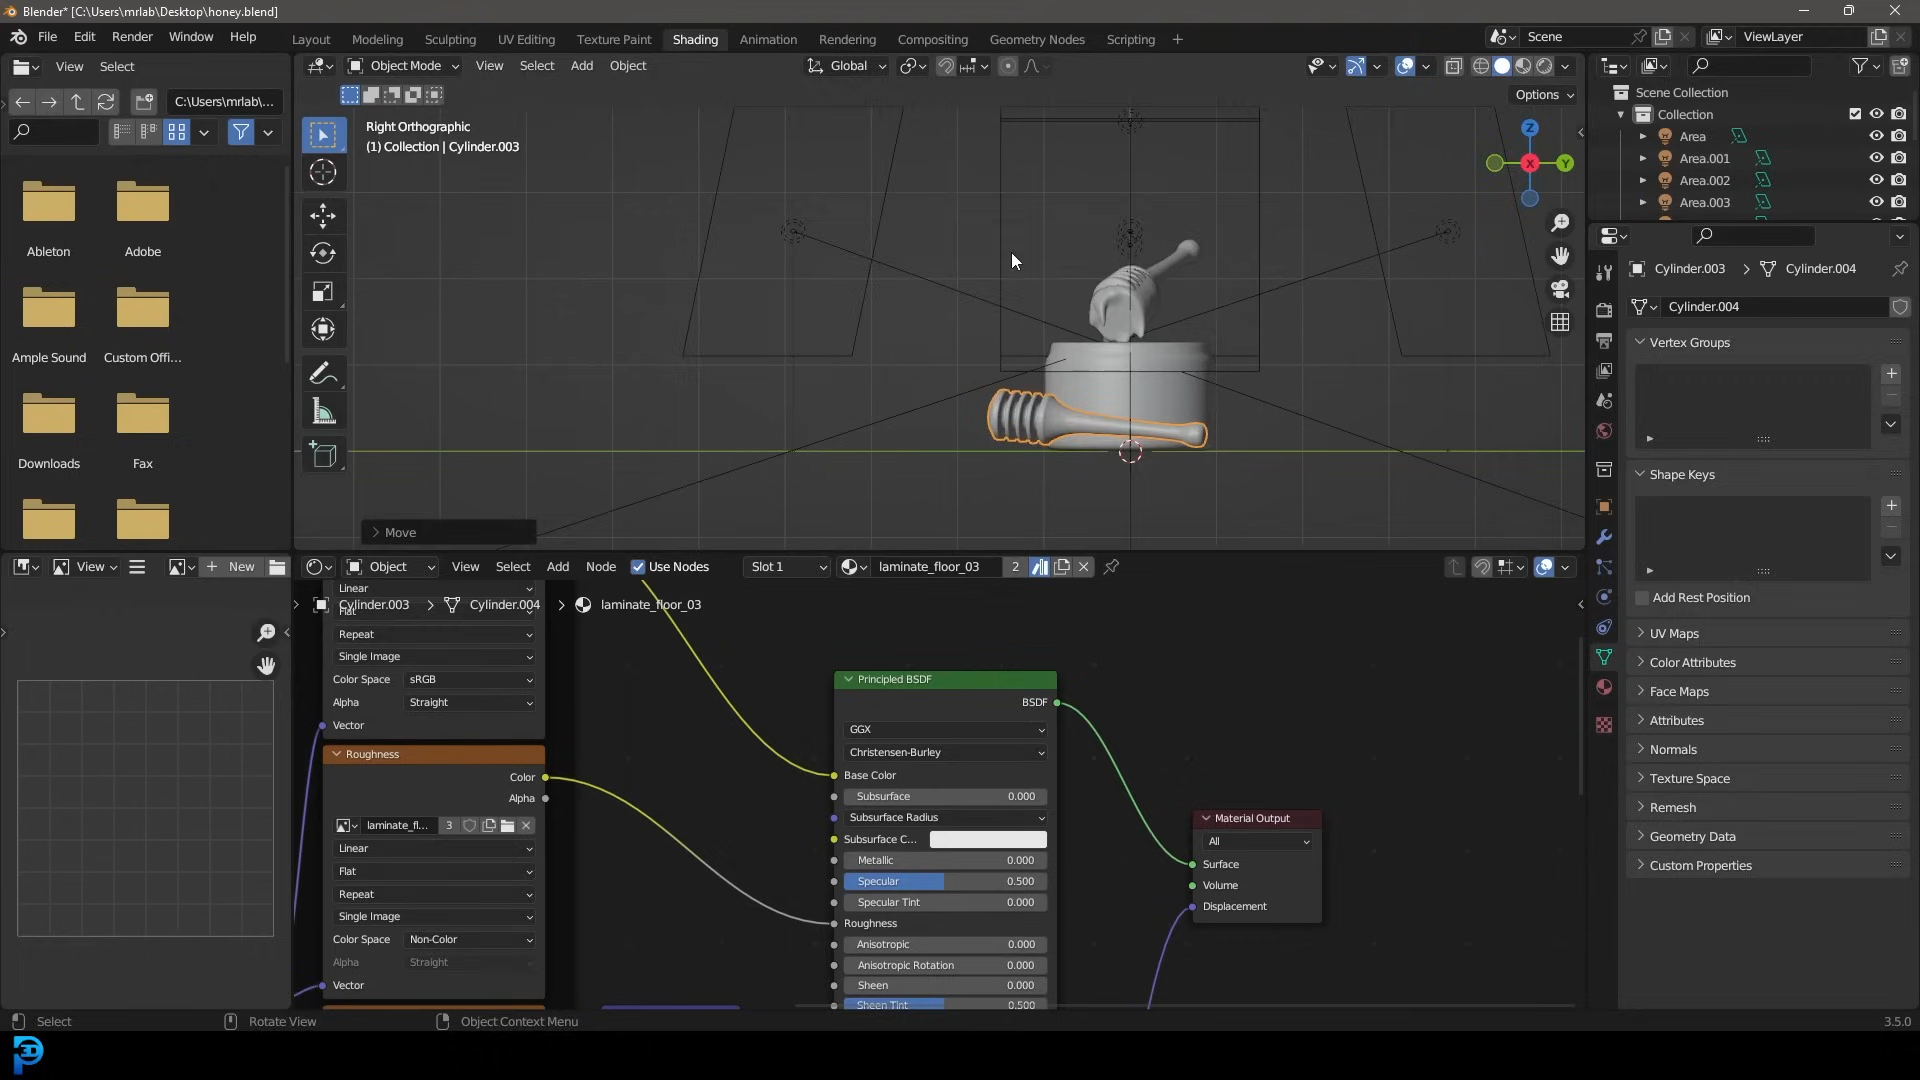 Blender* [C:\Users\mrlab\Desktop\honey.blend]
File Edit Render Window Help
Layout Modeling Sculpting UV Editing Texture Paint Shading Animation Rendering Compositing Geometry Nodes Scripting
Scene
ViewLayer
View Select
Object Mode View Select Add Object
Global
Options
C:\Users\mrlab\...
Right Orthographic
(1) Collection | Cylinder.003
Z
Y
X
Scene Collection
Collection
Area
Area.001
Area.002
Area.003
Ableton
Adobe
Ample Sound
Custom Offi...
Downloads
Fax
Move
Cylinder.003 > Cylinder.004
Cylinder.004
Vertex Groups
Shape Keys
Add Rest Position
UV Maps
Color Attributes
Face Maps
Attributes
Normals
Texture Space
Remesh
Geometry Data
Custom Properties
View
New
Object View Select Add Node Use Nodes Slot 1 laminate_floor_03 2
Cylinder.003 > Cylinder.004 > laminate_floor_03
Linear
Flat
Repeat
Single Image
Color Space sRGB
Alpha Straight
Vector
Roughness
Color
Alpha
laminate_fl... 3
Linear
Flat
Repeat
Single Image
Color Space Non-Color
Alpha Straight
Vector
Principled BSDF
BSDF
GGX
Christensen-Burley
Base Color
Subsurface 0.000
Subsurface Radius
Subsurface C...
Metallic 0.000
Specular 0.500
Specular Tint 0.000
Roughness
Anisotropic 0.000
Anisotropic Rotation 0.000
Sheen 0.000
Sheen Tint 0.500
Material Output
All
Surface
Volume
Displacement
Select
Rotate View
Object Context Menu
3.5.0